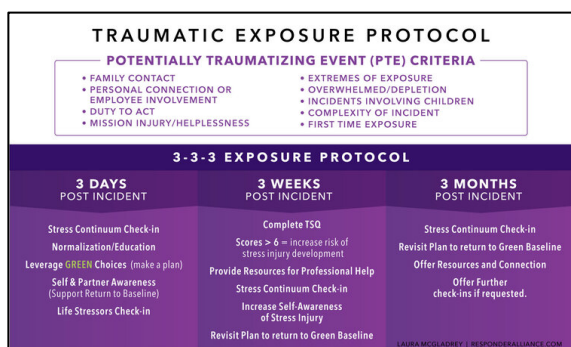 TRAUMATIC EXPOSURE PROTOCOL
POTENTIALLY TRAUMATIZING EVENT (PTE) CRITERIA
• FAMILY CONTACT
• PERSONAL CONNECTION OR
EMPLOYEE INVOLVEMENT
• DUTY TO ACT
• MISSION INJURY/HELPLESSNESS
• EXTREMES OF EXPOSURE
• OVERWHELMED/DEPLETION
• INCIDENTS INVOLVING CHILDREN
• COMPLEXITY OF INCIDENT
• FIRST TIME EXPOSURE
3-3-3 EXPOSURE PROTOCOL
3 DAYS
POST INCIDENT
Stress Continuum Check-in
Normalization/Education
Leverage GREEN Choices (make a plan)
Self & Partner Awareness
(Support Return to Baseline)
Life Stressors Check-in
3 WEEKS
POST INCIDENT
Complete TSQ
Scores > 6 = increase risk of
stress injury development
Provide Resources for Professional Help
Stress Continuum Check-in
Increase Self-Awareness
of Stress Injury
Revisit Plan to return to Green Baseline
3 MONTHS
POST INCIDENT
Stress Continuum Check-in
Revisit Plan to return to Green Baseline
Offer Resources and Connection
Offer Further
check-ins if requested.
LAURA MCGLADREY | RESPONDERALLIANCE.COM